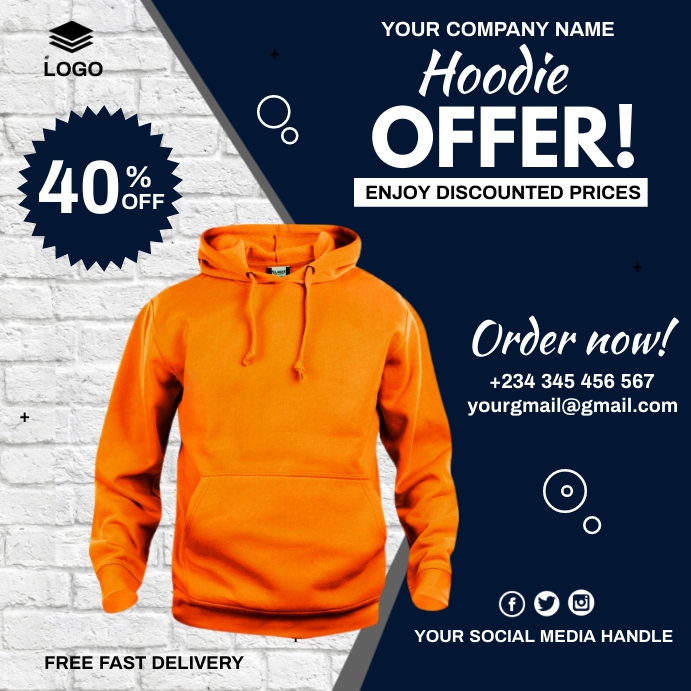 LOGO
YOUR COMPANY NAME
Hoodie
OFFER!
ENJOY DISCOUNTED PRICES
40% OFF
Order now!
+234 345 456 567
yourgmail@gmail.com
YOUR SOCIAL MEDIA HANDLE
FREE FAST DELIVERY